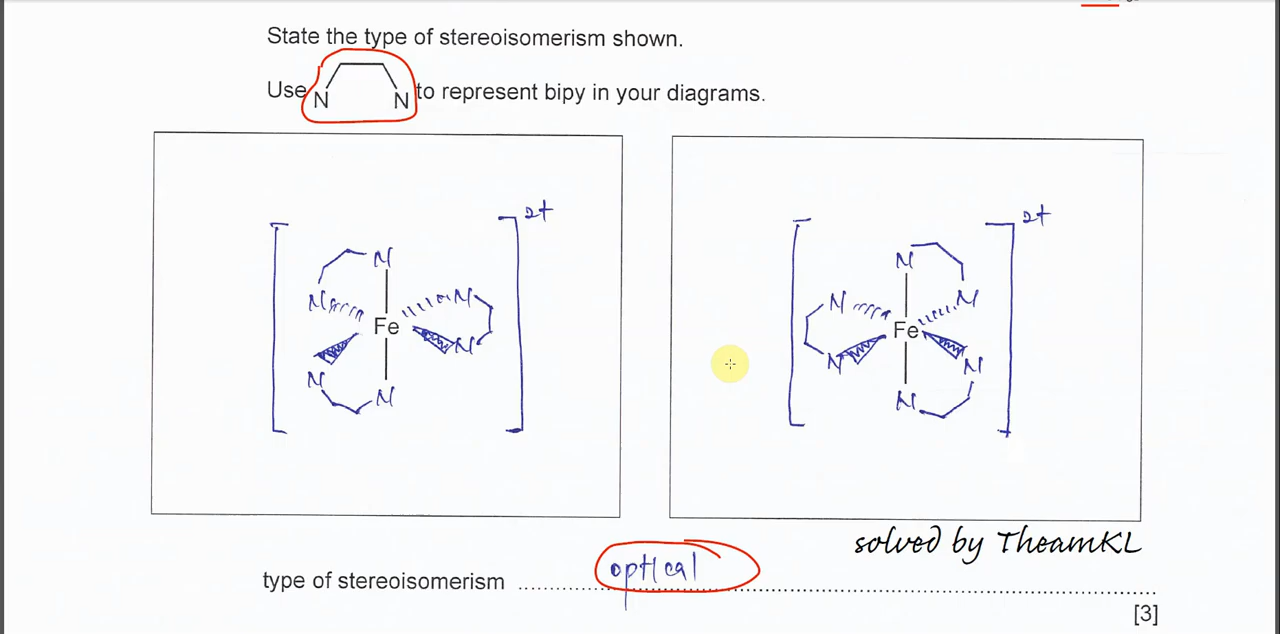 State the type of stereoisomerism shown.
Use N N to represent bipy in your diagrams.
2+ 2+
N N
N N N N
Fe Fe
N N N
N N N
type of stereoisomerism optical
solved by TheamKL
[3]